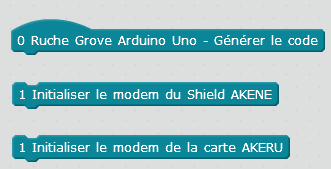 0 Ruche Grove Arduino Uno - Générer le code
1 Initialiser le modem du Shield AKENE
1 Initialiser le modem de la carte AKERU